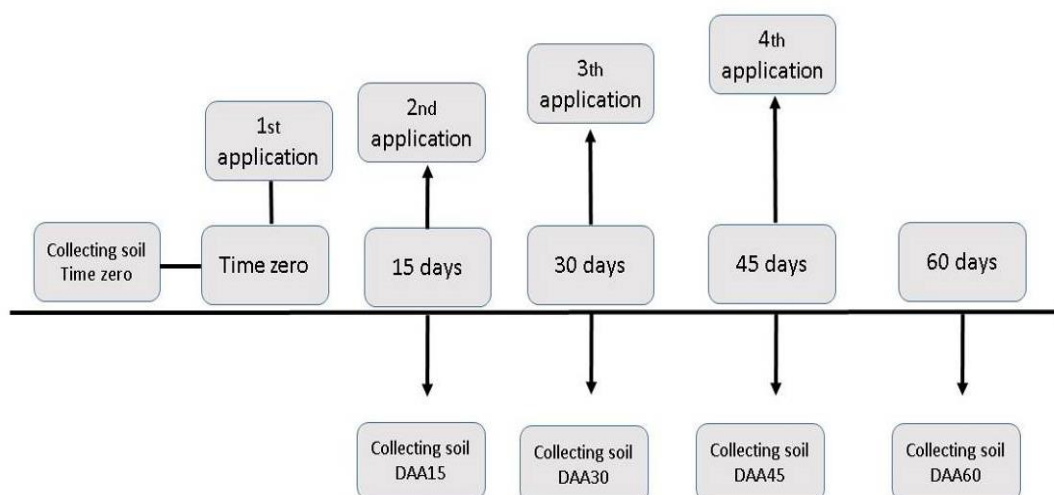 4th
application
3th
application
2nd
application
1st
application
Collecting soil
Time zero
Time zero
15 days
30 days
45 days
60 days
Collecting soil
DAA15
Collecting soil
DAA30
Collecting soil
DAA45
Collecting soil
DAA60